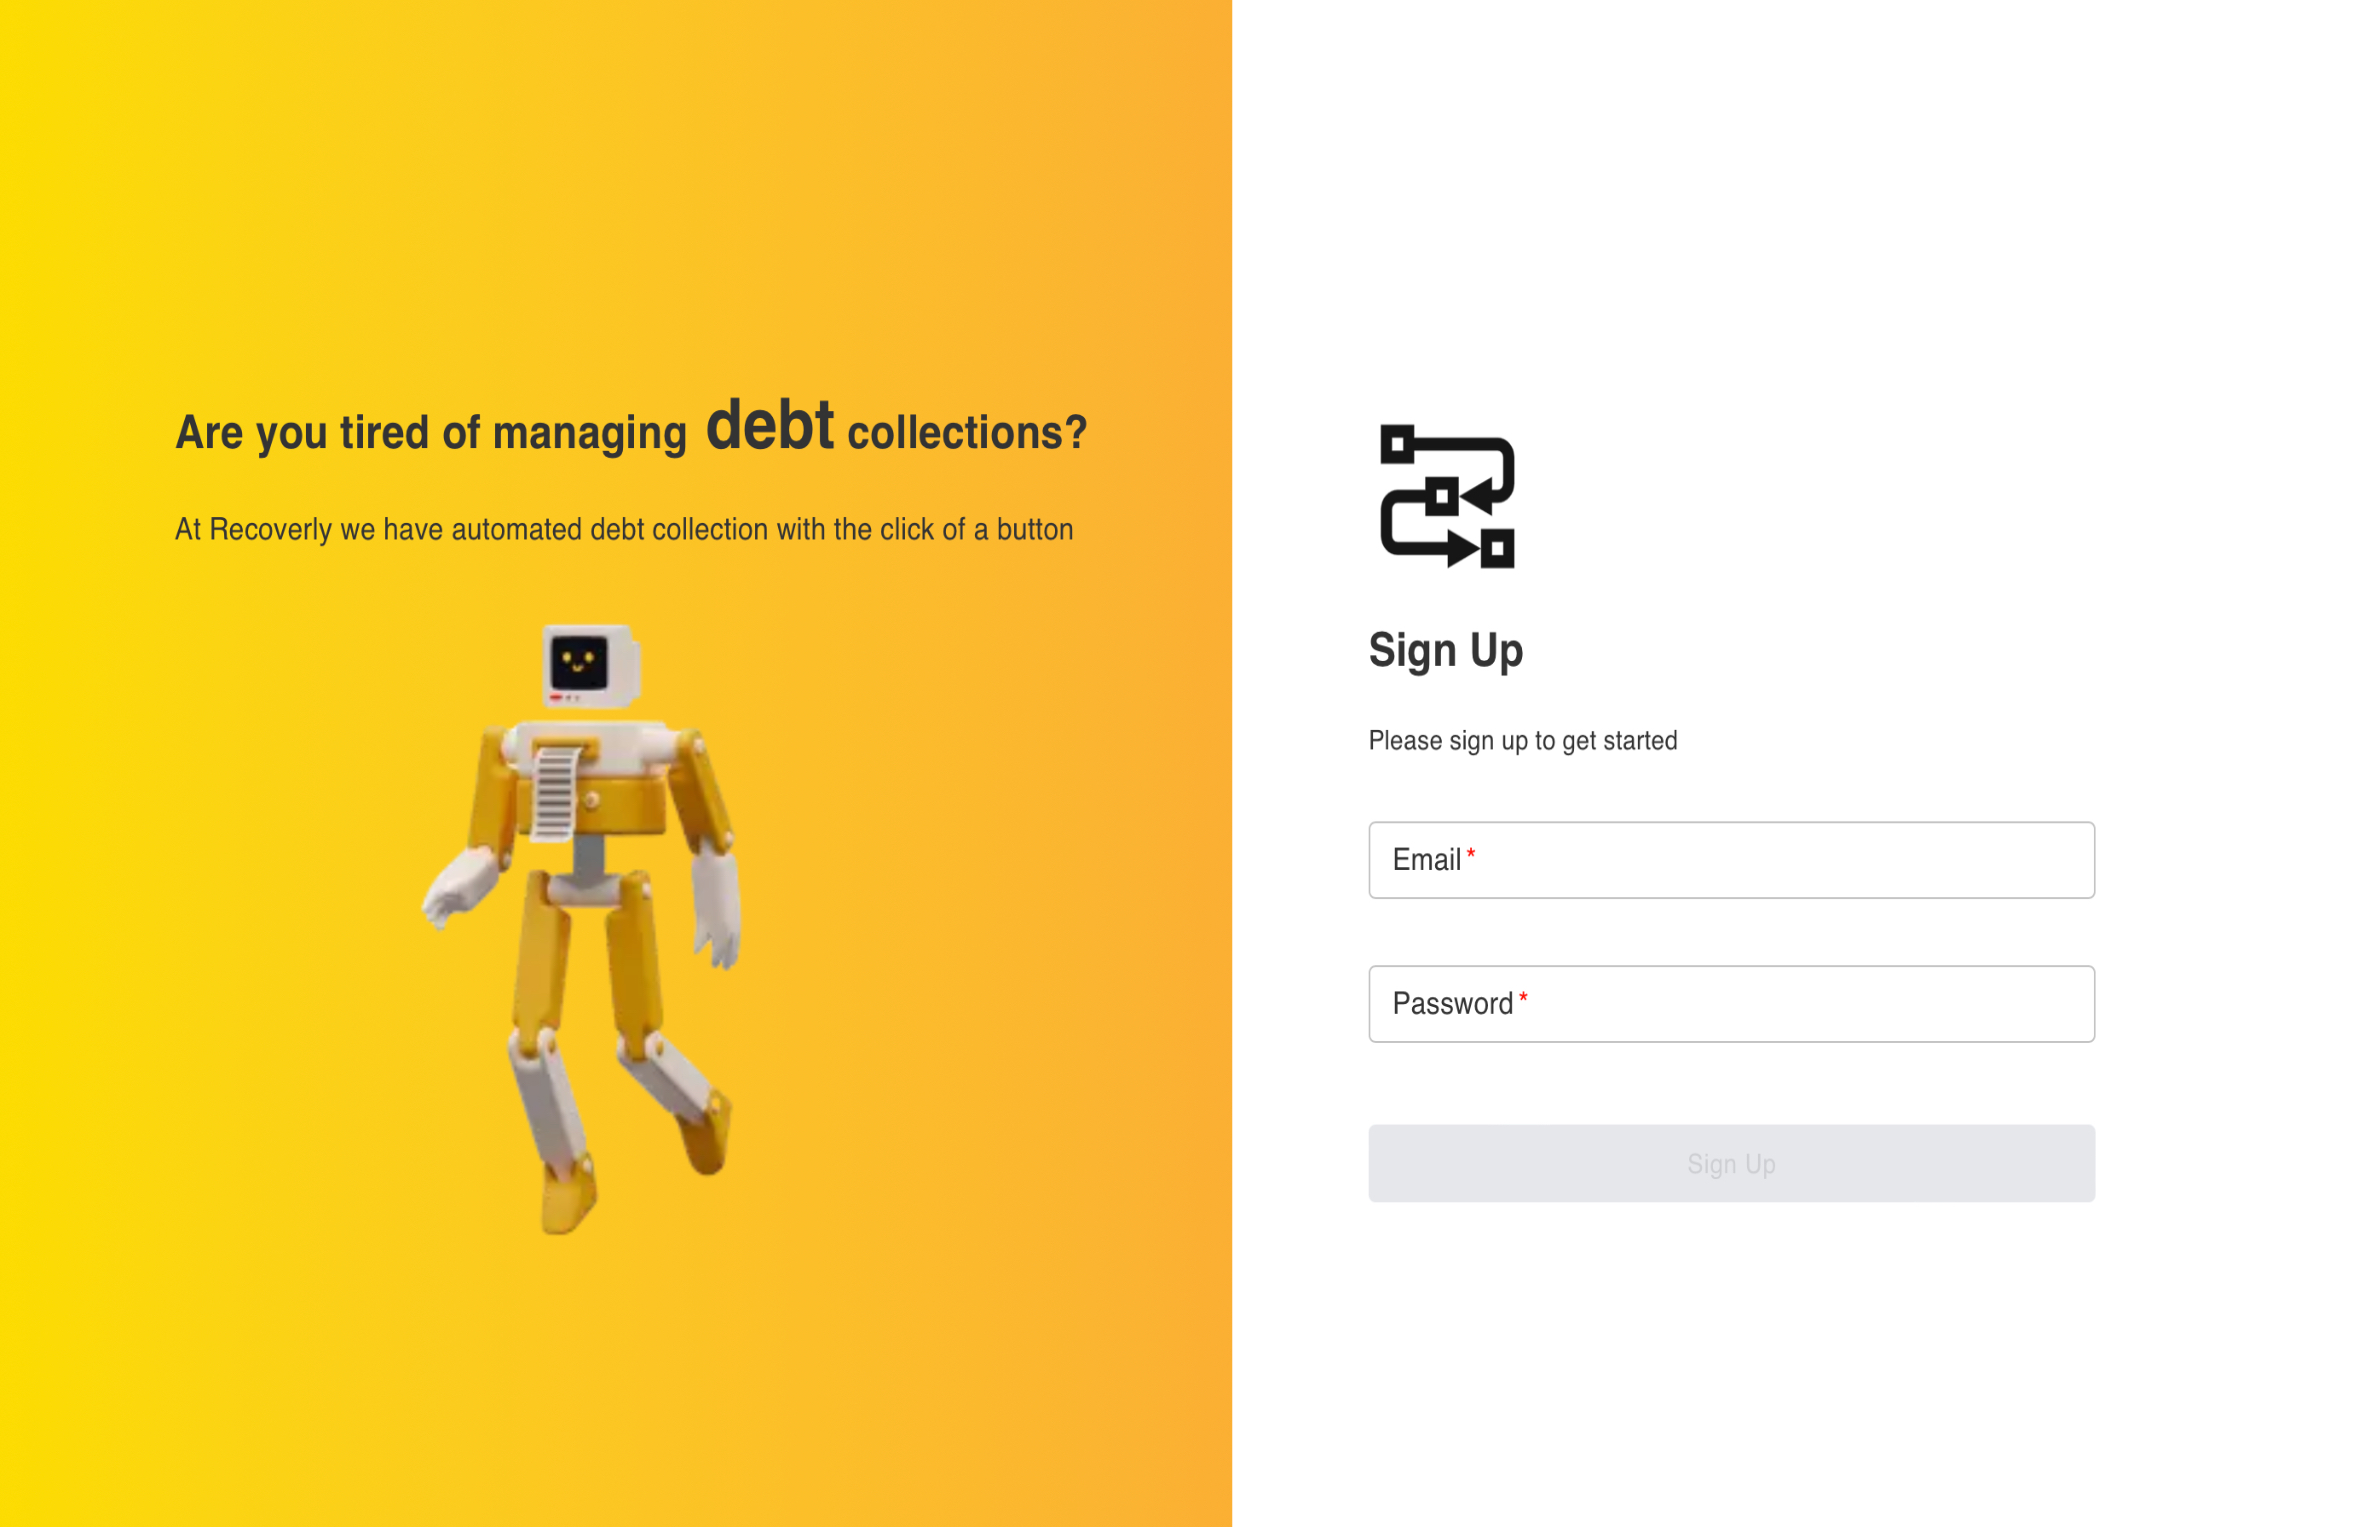 Are you tired of managing debt collections?
At Recoverly we have automated debt collection with the click of a button
Sign Up
Please sign up to get started
Email *
Password *
Sign Up